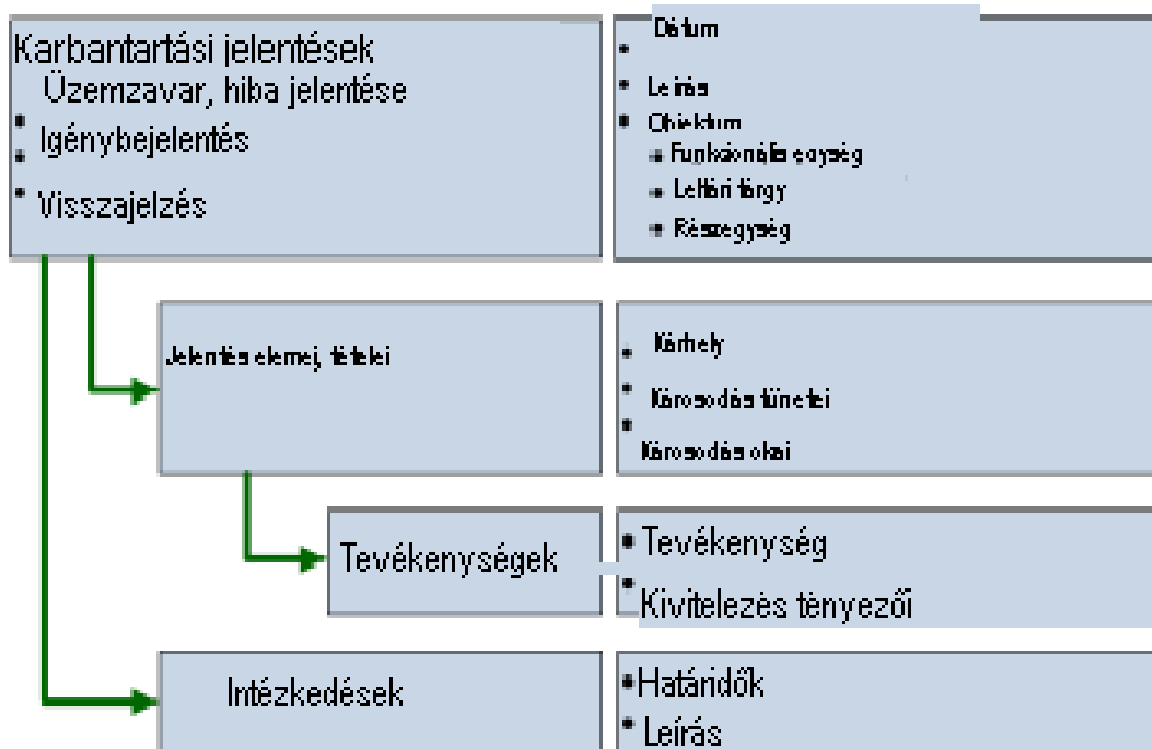 Karbantartási jelentések
Üzemzavar, hiba jelentése
• Igénybejelentés
• Visszajelzés
Dátum
• Leírás
• Objektum
Funkcionális egység
Leltári tárgy
Részegység
Jelentés elemei, tételei
• Kárhely
• Károsodás tünetei
• Károsodás okai
Tevékenységek
• Tevékenység
• Kivitelezés tényezői
Intézkedések
• Határidők
• Leírás